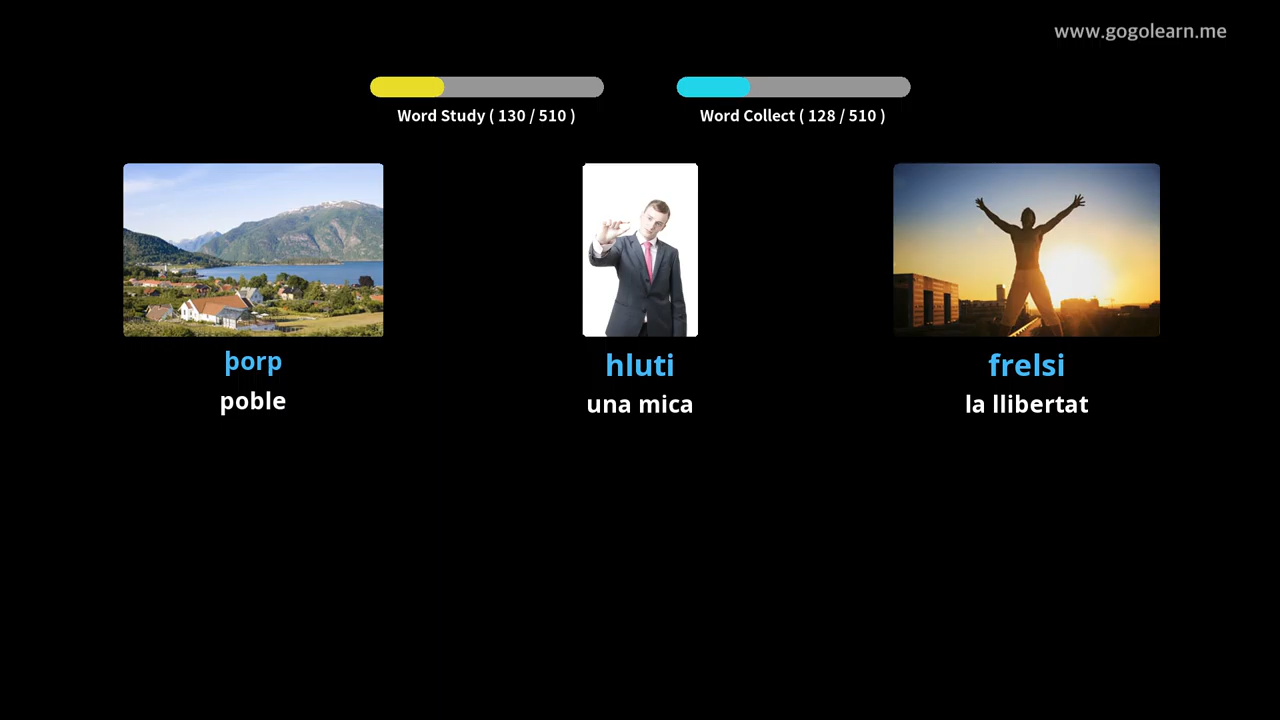 www.gogolearn.me
Word Study ( 130 / 510 )
Word Collect ( 128 / 510 )
þorp
hluti
frelsi
poble
una mica
la llibertat